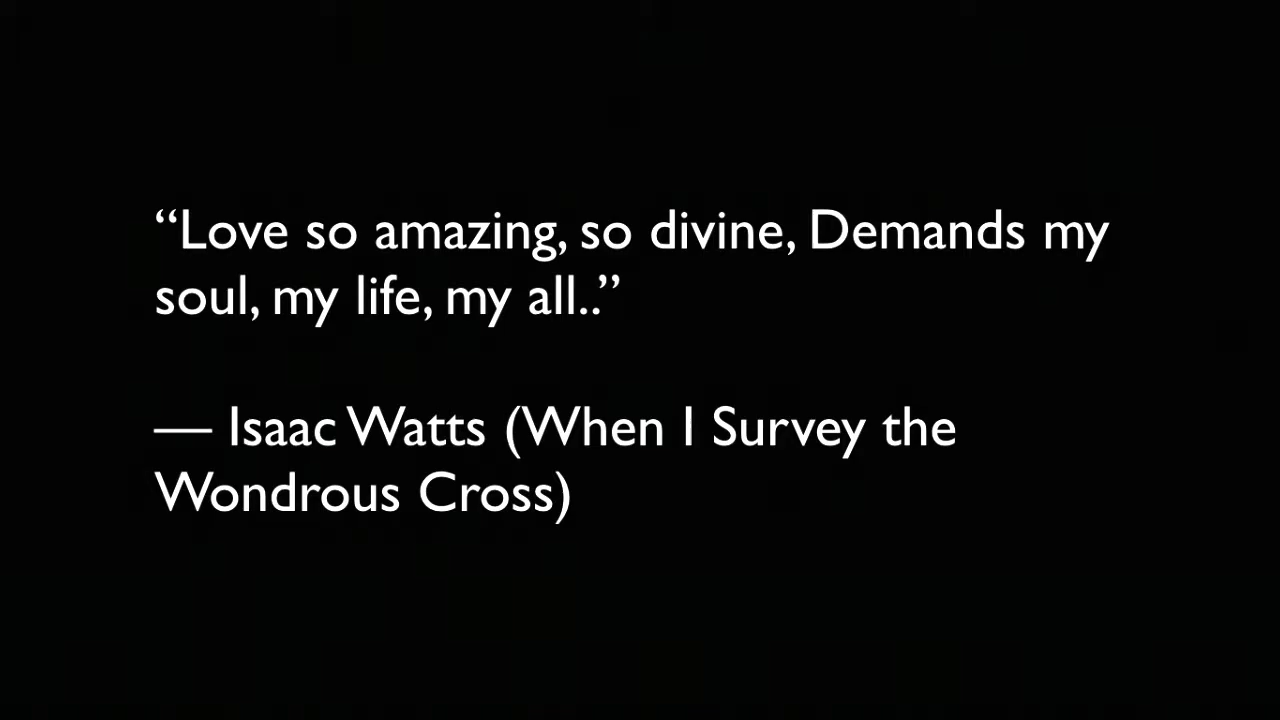 “Love so amazing, so divine, Demands my
soul, my life, my all..”
— Isaac Watts (When I Survey the
Wondrous Cross)